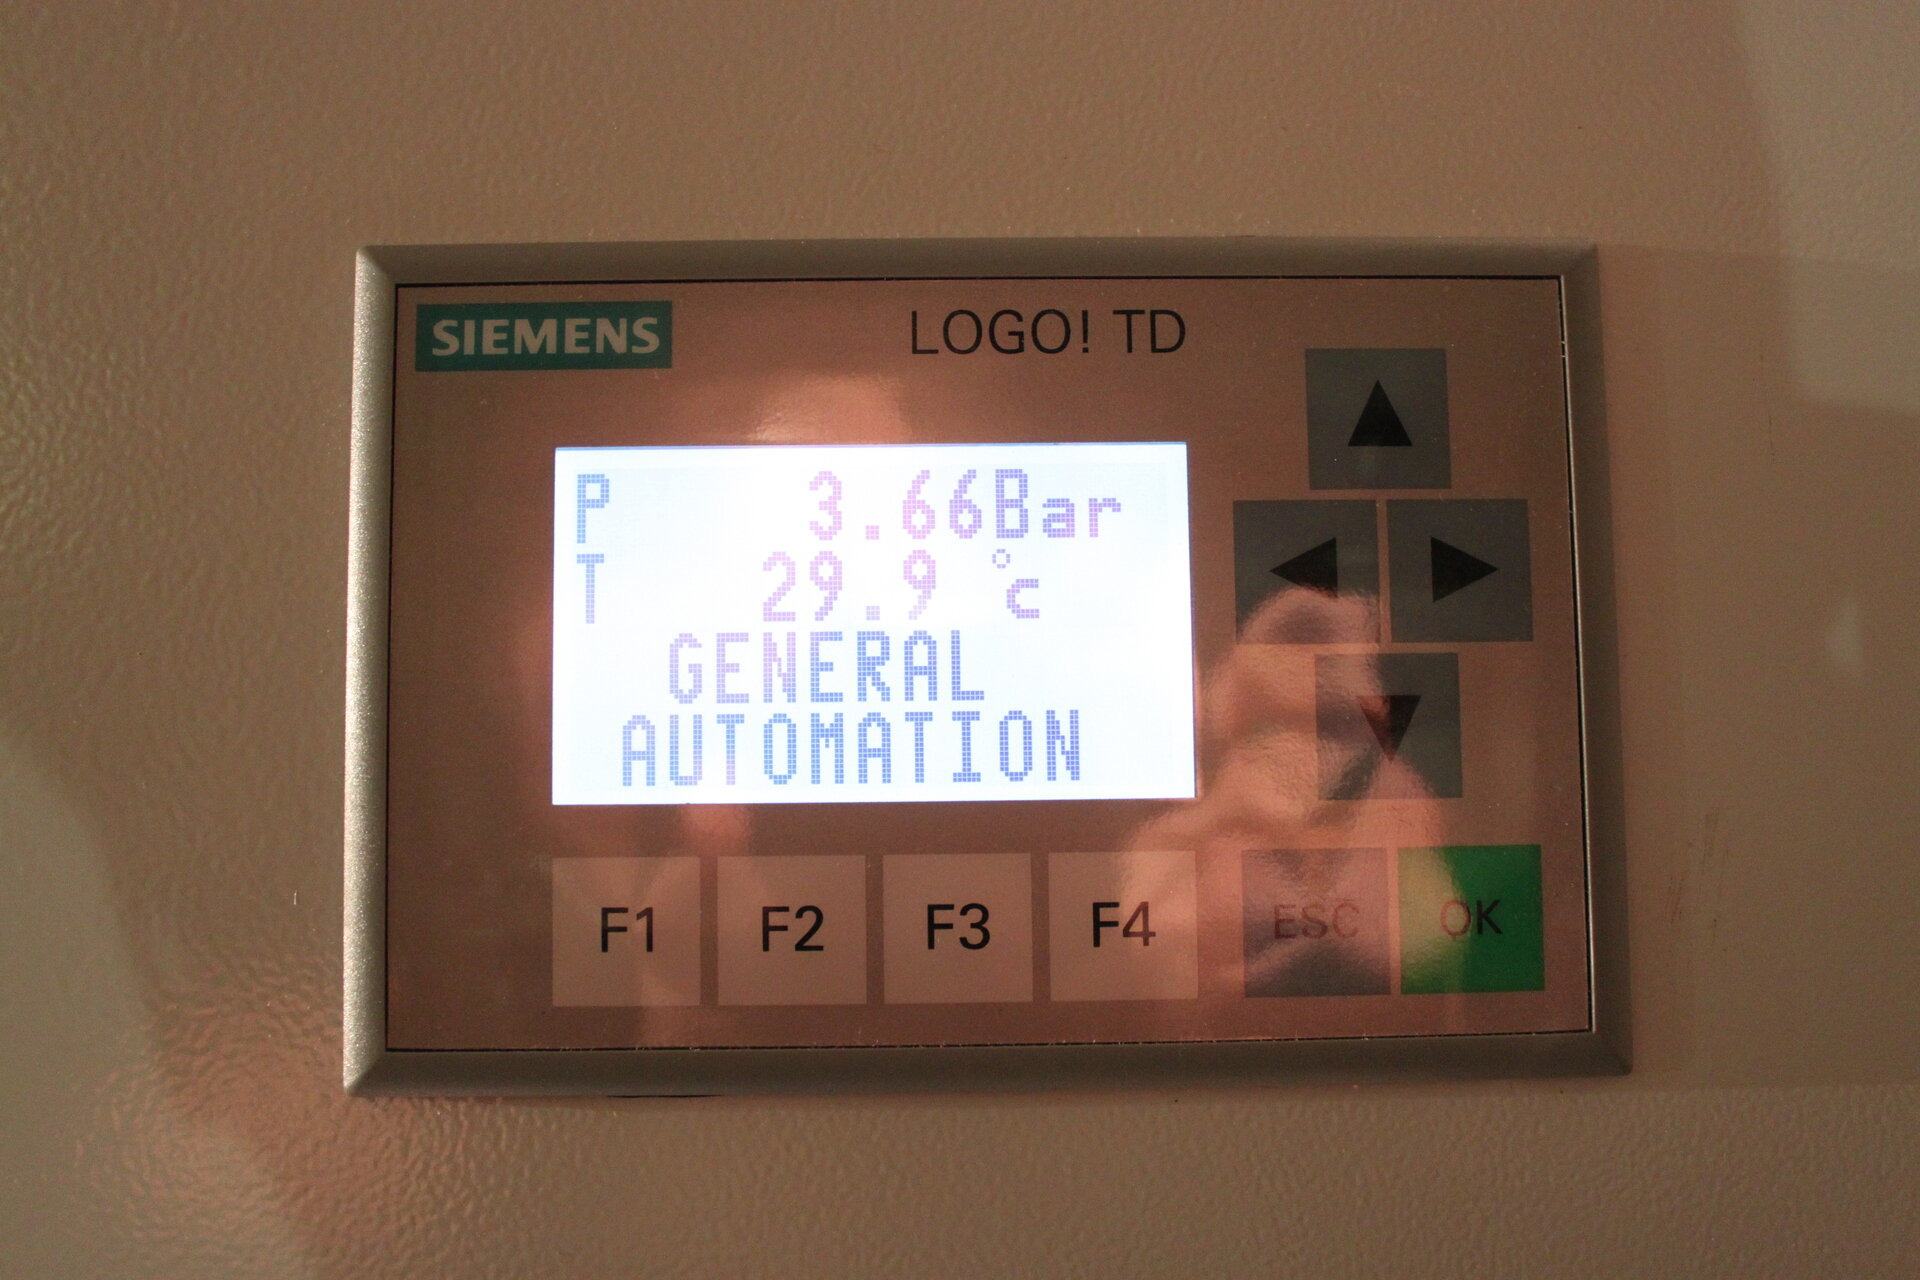 SIEMENS
LOGO! TD
P 3.66Bar
T 29.9 °c
GENERAL
AUTOMATION
F1 F2 F3 F4 ESC OK